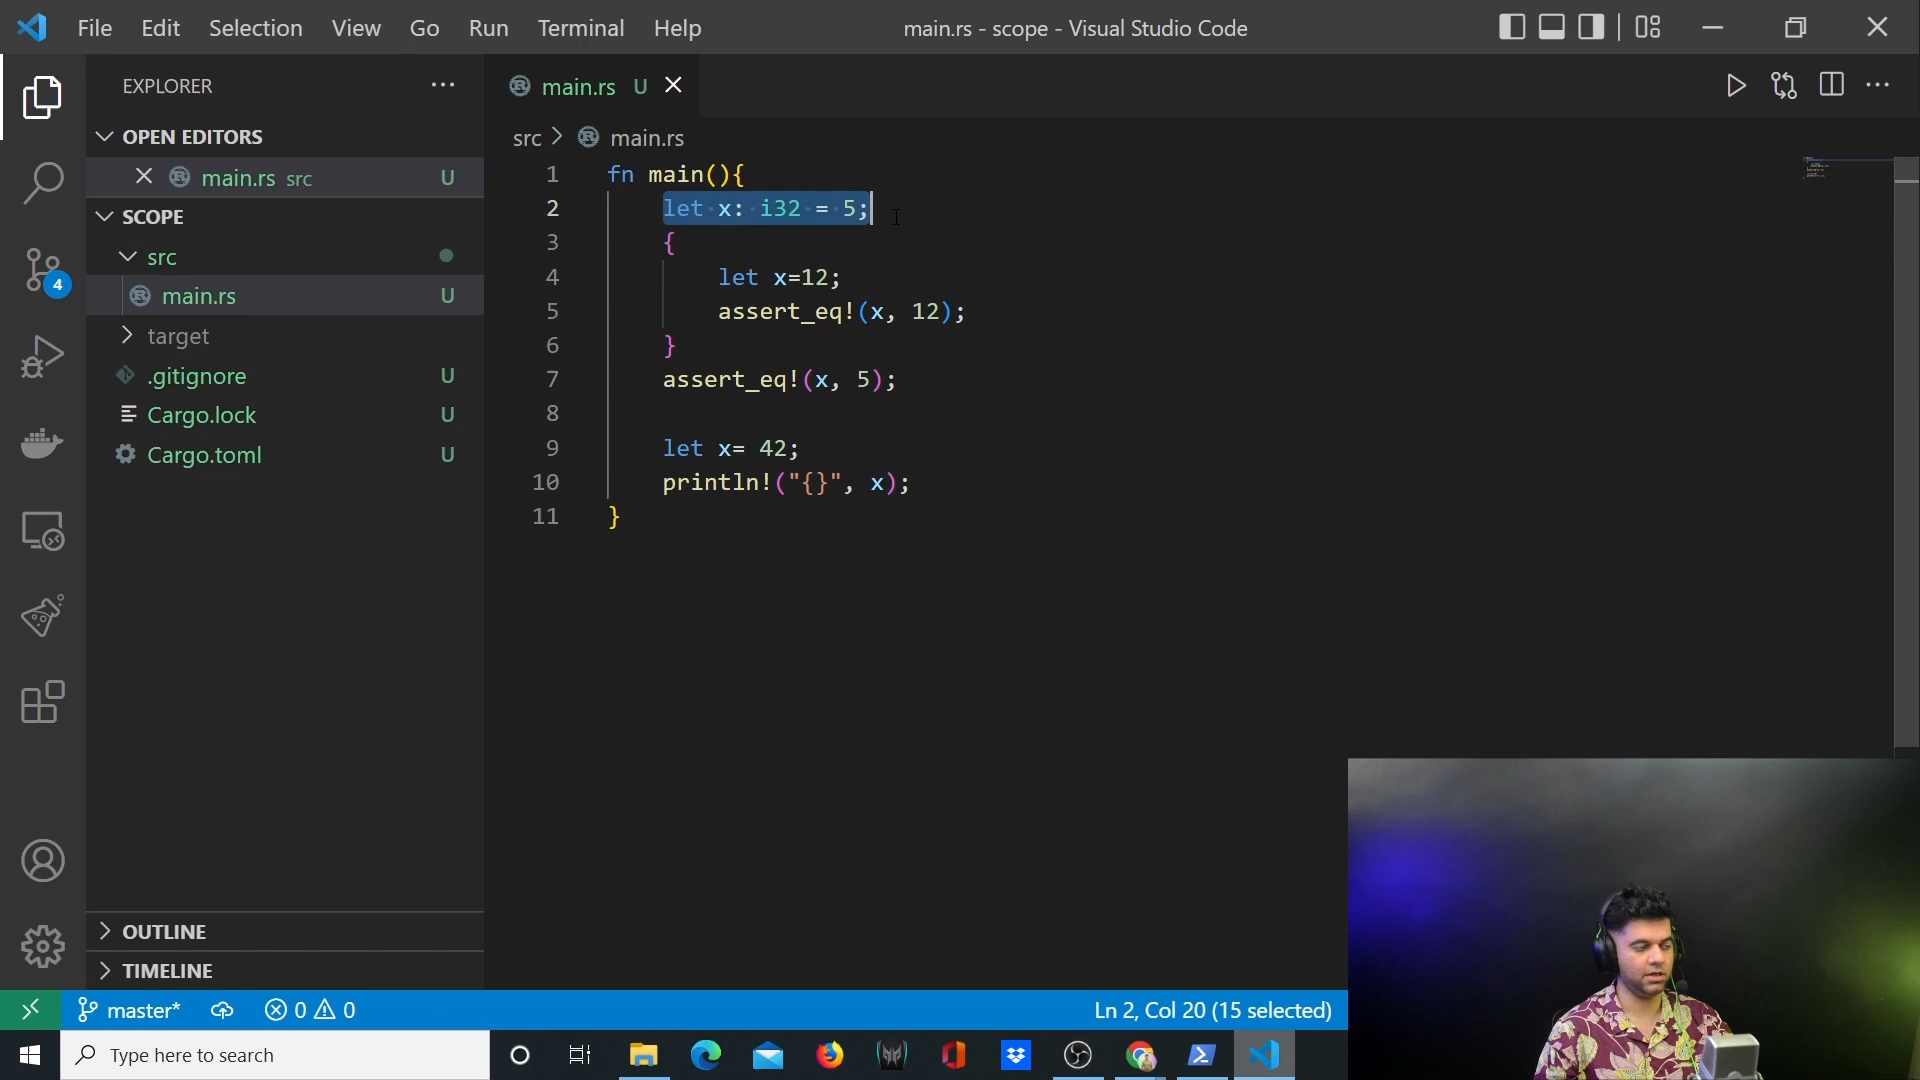 File Edit Selection View Go Run Terminal Help
main.rs - scope - Visual Studio Code
EXPLORER
OPEN EDITORS
main.rs src U
SCOPE
src
main.rs U
target
.gitignore U
Cargo.lock U
Cargo.toml U
OUTLINE
TIMELINE
4
main.rs U
src > main.rs
1 fn main(){
2 let x: i32 = 5;
3 {
4 let x=12;
5 assert_eq!(x, 12);
6 }
7 assert_eq!(x, 5);
8
9 let x= 42;
10 println!("{}", x);
11 }
master* 0 0 Ln 2, Col 20 (15 selected)
Type here to search